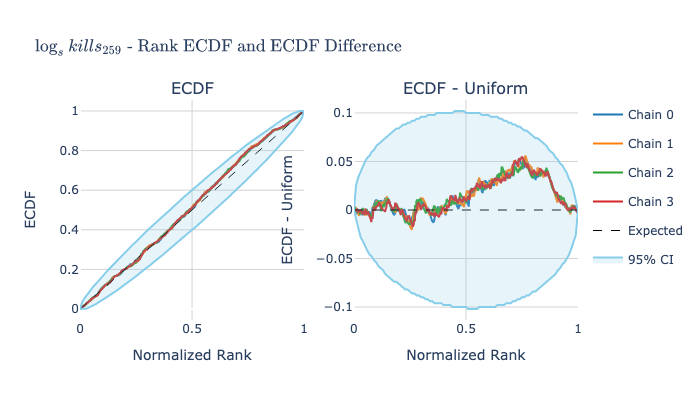 log_s kills_259 - Rank ECDF and ECDF Difference
ECDF
ECDF
1
0.8
0.6
0.4
0.2
0
0
0.5
1
Normalized Rank
ECDF - Uniform
ECDF - Uniform
0.1
0.05
0
−0.05
−0.1
0
0.5
1
Normalized Rank
Chain 0
Chain 1
Chain 2
Chain 3
Expected
95% CI